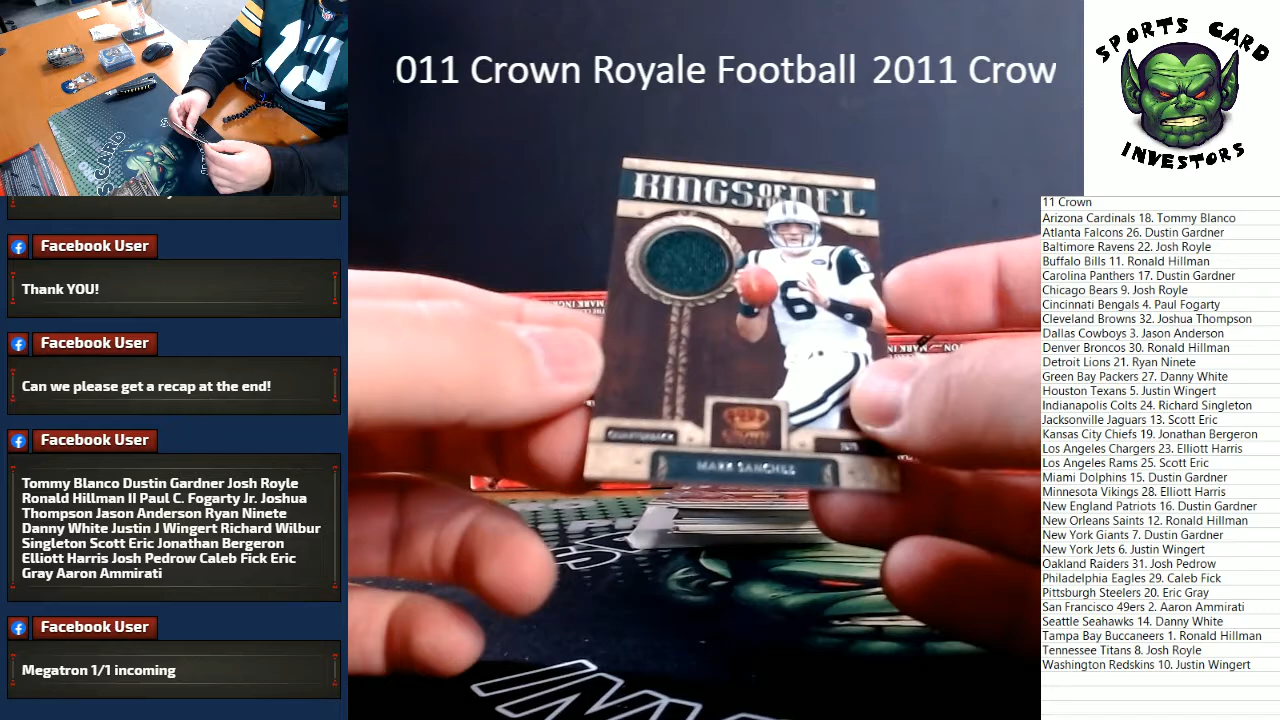 .011 Crown Royale Football 2011 Crow
SPORTS CARD
INVESTORS
KINGS OF THE NFL
6
QUARTERBACK
JETS
CROWN
MARK SANCHEZ
12
Facebook User
Thank YOU!
Facebook User
Can we please get a recap at the end!
Facebook User
Tommy Blanco Dustin Gardner Josh Royle
Ronald Hillman II Paul C. Fogarty Jr. Joshua
Thompson Jason Anderson Ryan Ninete
Danny White Justin J Wingert Richard Wilbur
Singleton Scott Eric Jonathan Bergeron
Elliott Harris Josh Pedrow Caleb Fick Eric
Gray Aaron Ammirati
Facebook User
Megatron 1/1 incoming
11 Crown
Arizona Cardinals 18. Tommy Blanco
Atlanta Falcons 26. Dustin Gardner
Baltimore Ravens 22. Josh Royle
Buffalo Bills 11. Ronald Hillman
Carolina Panthers 17. Dustin Gardner
Chicago Bears 9. Josh Royle
Cincinnati Bengals 4. Paul Fogarty
Cleveland Browns 32. Joshua Thompson
Dallas Cowboys 3. Jason Anderson
Denver Broncos 30. Ronald Hillman
Detroit Lions 21. Ryan Ninete
Green Bay Packers 27. Danny White
Houston Texans 5. Justin Wingert
Indianapolis Colts 24. Richard Singleton
Jacksonville Jaguars 13. Scott Eric
Kansas City Chiefs 19. Jonathan Bergeron
Los Angeles Chargers 23. Elliott Harris
Los Angeles Rams 25. Scott Eric
Miami Dolphins 15. Dustin Gardner
Minnesota Vikings 28. Elliott Harris
New England Patriots 16. Dustin Gardner
New Orleans Saints 12. Ronald Hillman
New York Giants 7. Dustin Gardner
New York Jets 6. Justin Wingert
Oakland Raiders 31. Josh Pedrow
Philadelphia Eagles 29. Caleb Fick
Pittsburgh Steelers 20. Eric Gray
San Francisco 49ers 2. Aaron Ammirati
Seattle Seahawks 14. Danny White
Tampa Bay Buccaneers 1. Ronald Hillman
Tennessee Titans 8. Josh Royle
Washington Redskins 10. Justin Wingert